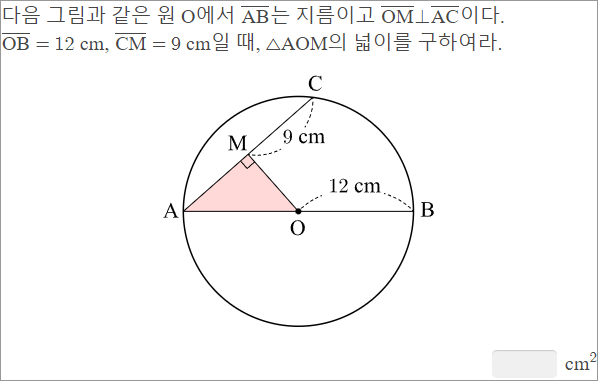 다음 그림과 같은 원 O에서 AB는 지름이고 OM⊥AC이다.
OB = 12 cm, CM = 9 cm일 때, △AOM의 넓이를 구하여라.
C
M
9 cm
12 cm
A
B
O
cm²